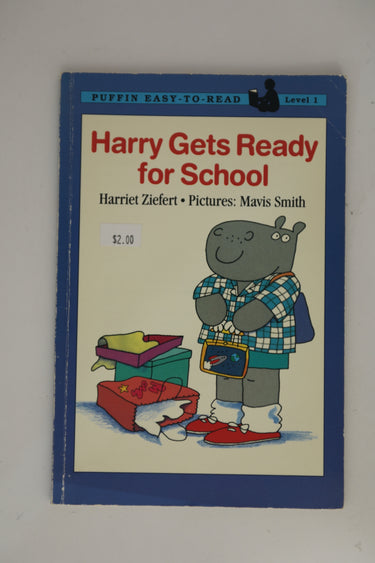 PUFFIN EASY-TO-READ Level 1
Harry Gets Ready
for School
Harriet Ziefert • Pictures: Mavis Smith
$2.00